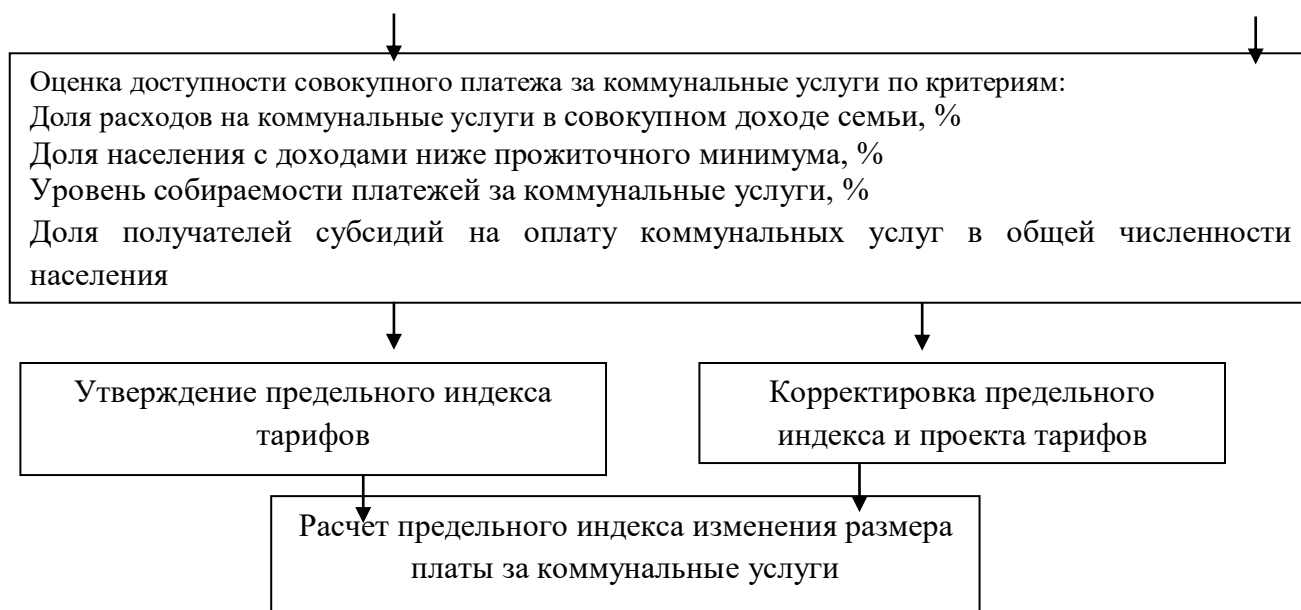 Оценка доступности совокупного платежа за коммунальные услуги по критериям:
Доля расходов на коммунальные услуги в совокупном доходе семьи, %
Доля населения с доходами ниже прожиточного минимума, %
Уровень собираемости платежей за коммунальные услуги, %
Доля получателей субсидий на оплату коммунальных услуг в общей численности
населения
Утверждение предельного индекса
тарифов
Корректировка предельного
индекса и проекта тарифов
Расчет предельного индекса изменения размера
платы за коммунальные услуги